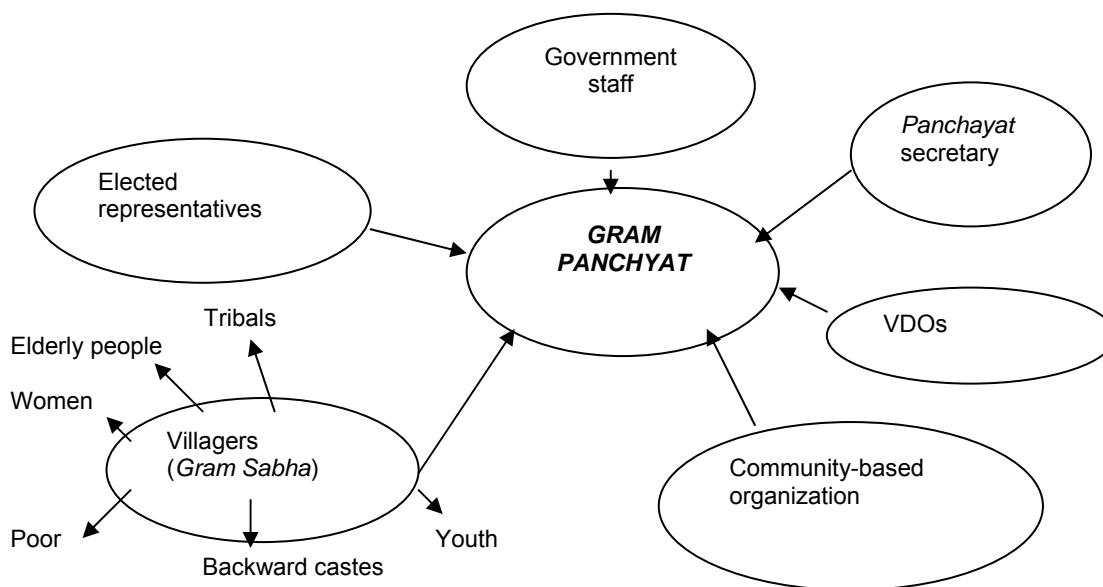 Government
staff
Panchayat
secretary
Elected
representatives
GRAM
PANCHYAT
VDOs
Tribals
Elderly people
Women
Villagers
(Gram Sabha)
Community-based
organization
Poor
Youth
Backward castes